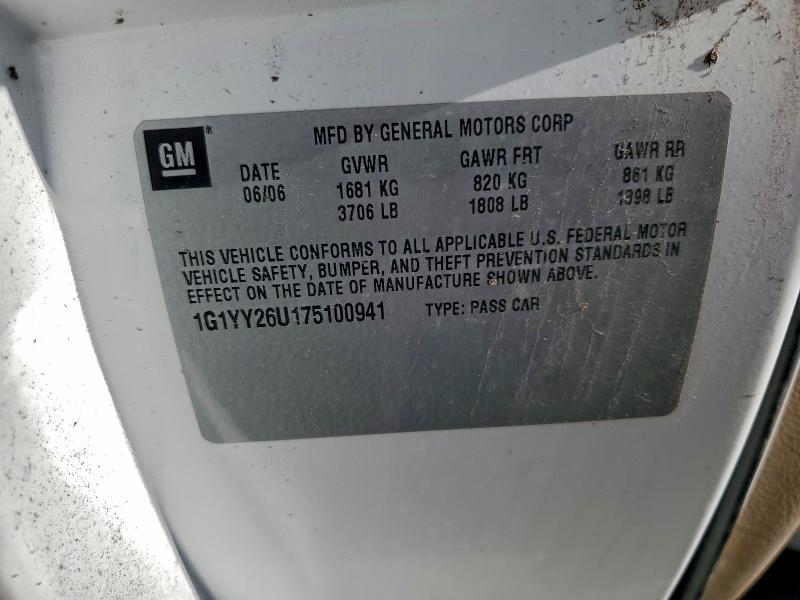 GM
MFD BY GENERAL MOTORS CORP
DATE GVWR GAWR FRT GAWR RR
06/06 1681 KG 820 KG 861 KG
3706 LB 1808 LB 1898 LB
THIS VEHICLE CONFORMS TO ALL APPLICABLE U.S. FEDERAL MOTOR
VEHICLE SAFETY, BUMPER, AND THEFT PREVENTION STANDARDS IN
EFFECT ON THE DATE OF MANUFACTURE SHOWN ABOVE.
1G1YY26U175100941 TYPE: PASS CAR